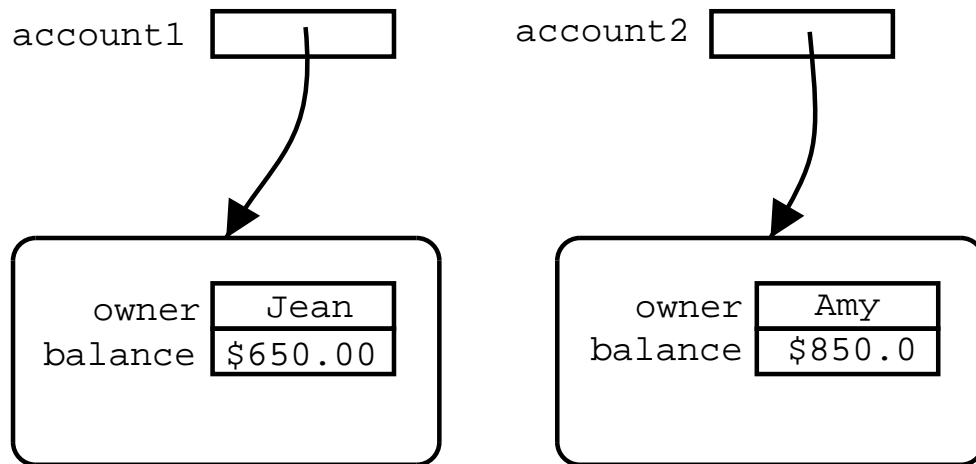 account1
account2
owner Jean
balance $650.00
owner Amy
balance $850.0